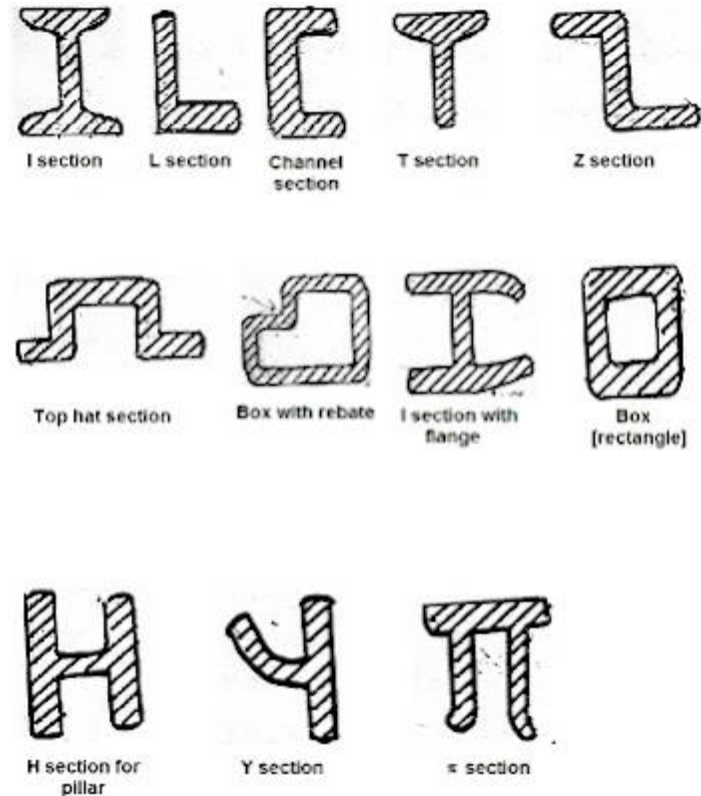 I section
L section
Channel
section
T section
Z section
Top hat section
Box with rebate
I section with
flange
Box
[rectangle]
H section for
pillar
Y section
π section